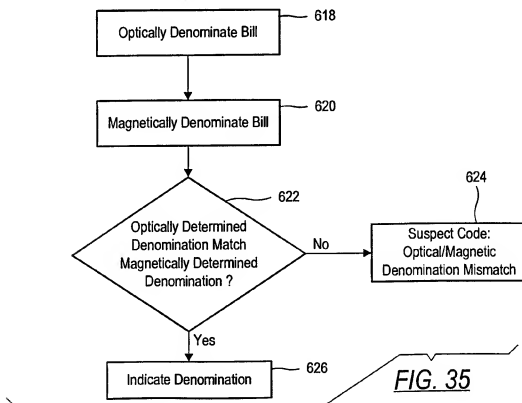 618
Optically Denominate Bill
620
Magnetically Denominate Bill
622
Optically Determined
Denomination Match
Magnetically Determined
Denomination ?
No
624
Suspect Code:
Optical/Magnetic
Denomination Mismatch
Yes
626
Indicate Denomination
FIG. 35